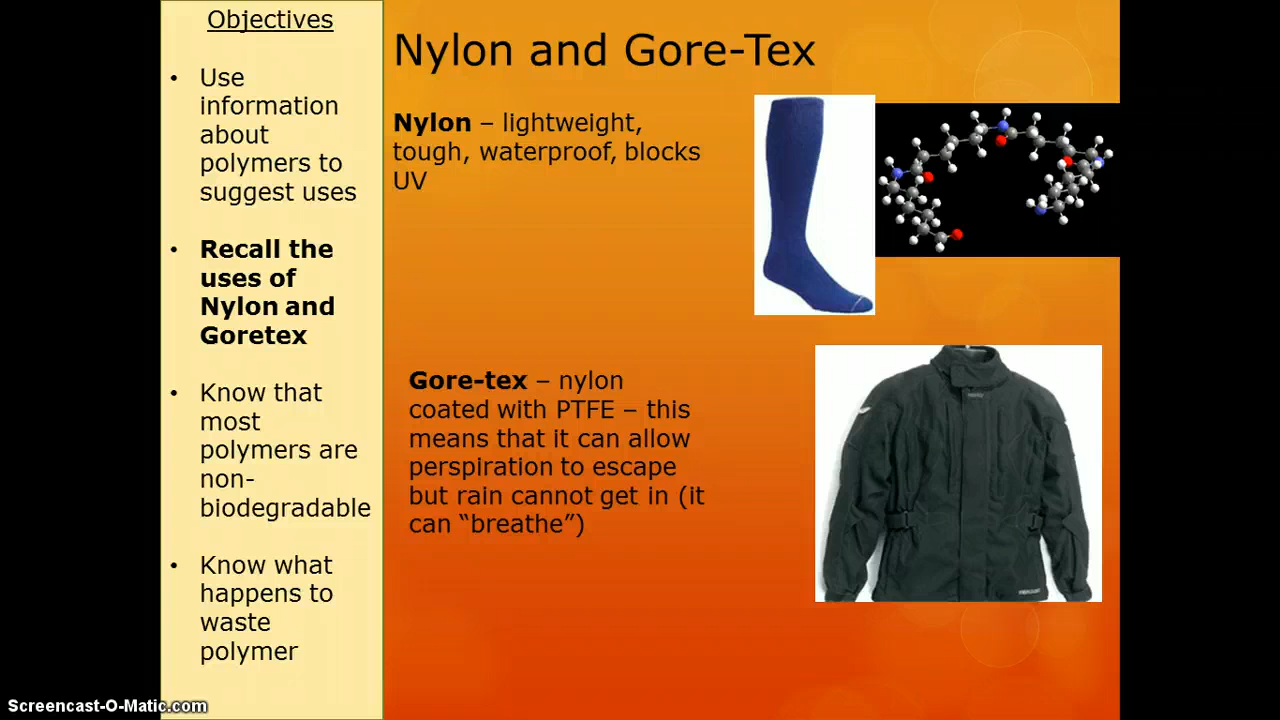 Objectives
• Use
information
about
polymers to
suggest uses
• Recall the
uses of
Nylon and
Goretex
• Know that
most
polymers are
non-
biodegradable
• Know what
happens to
waste
polymer
Nylon and Gore-Tex
Nylon – lightweight,
tough, waterproof, blocks
UV
Gore-tex – nylon
coated with PTFE – this
means that it can allow
perspiration to escape
but rain cannot get in (it
can “breathe”)
Screencast-O-Matic.com